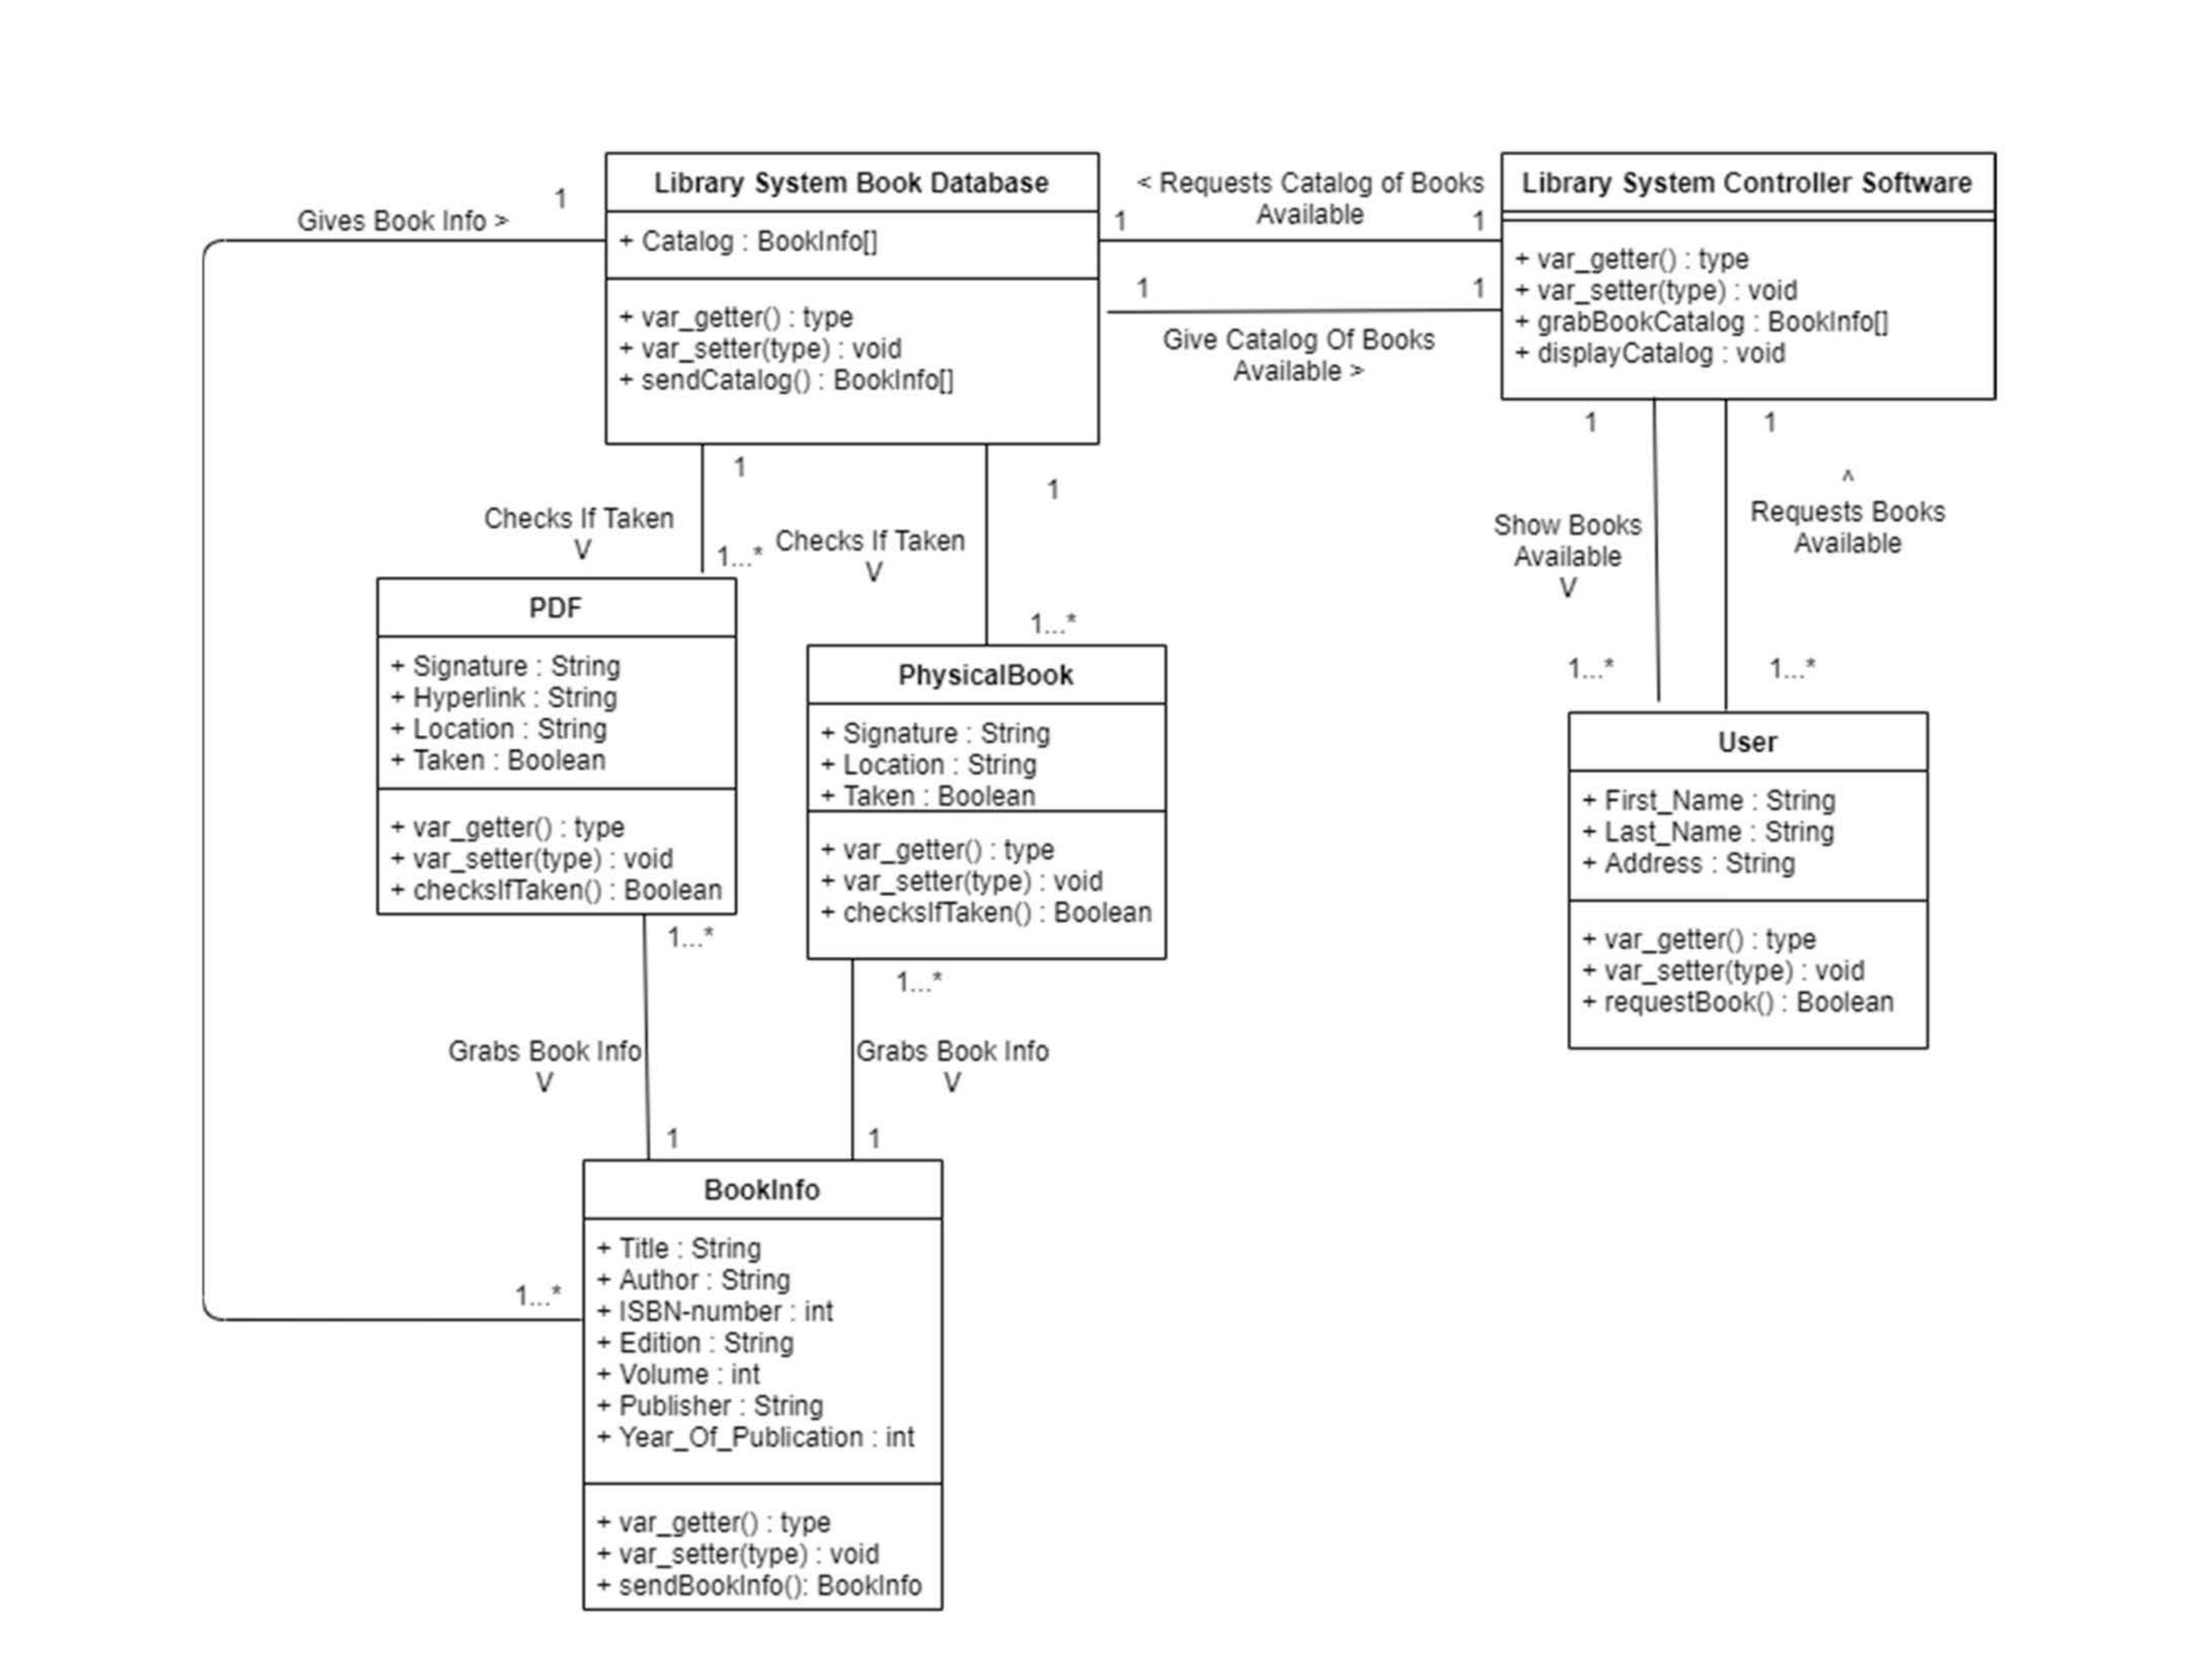 Library System Book Database
+ Catalog : BookInfo[]
+ var_getter() : type
+ var_setter(type) : void
+ sendCatalog() : BookInfo[]
Gives Book Info >
1
< Requests Catalog of Books
Available
1
1
1
1
Give Catalog Of Books
Available >
Library System Controller Software
+ var_getter() : type
+ var_setter(type) : void
+ grabBookCatalog : BookInfo[]
+ displayCatalog : void
1
Checks If Taken
V
1...*
1
Checks If Taken
V
1...*
1
1
Show Books
Available
V
^
Requests Books
Available
1...*
1...*
PDF
+ Signature : String
+ Hyperlink : String
+ Location : String
+ Taken : Boolean
+ var_getter() : type
+ var_setter(type) : void
+ checksIfTaken() : Boolean
PhysicalBook
+ Signature : String
+ Location : String
+ Taken : Boolean
+ var_getter() : type
+ var_setter(type) : void
+ checksIfTaken() : Boolean
User
+ First_Name : String
+ Last_Name : String
+ Address : String
+ var_getter() : type
+ var_setter(type) : void
+ requestBook() : Boolean
1...*
Grabs Book Info
V
1
1...*
Grabs Book Info
V
1
1...*
BookInfo
+ Title : String
+ Author : String
+ ISBN-number : int
+ Edition : String
+ Volume : int
+ Publisher : String
+ Year_Of_Publication : int
+ var_getter() : type
+ var_setter(type) : void
+ sendBookInfo(): BookInfo